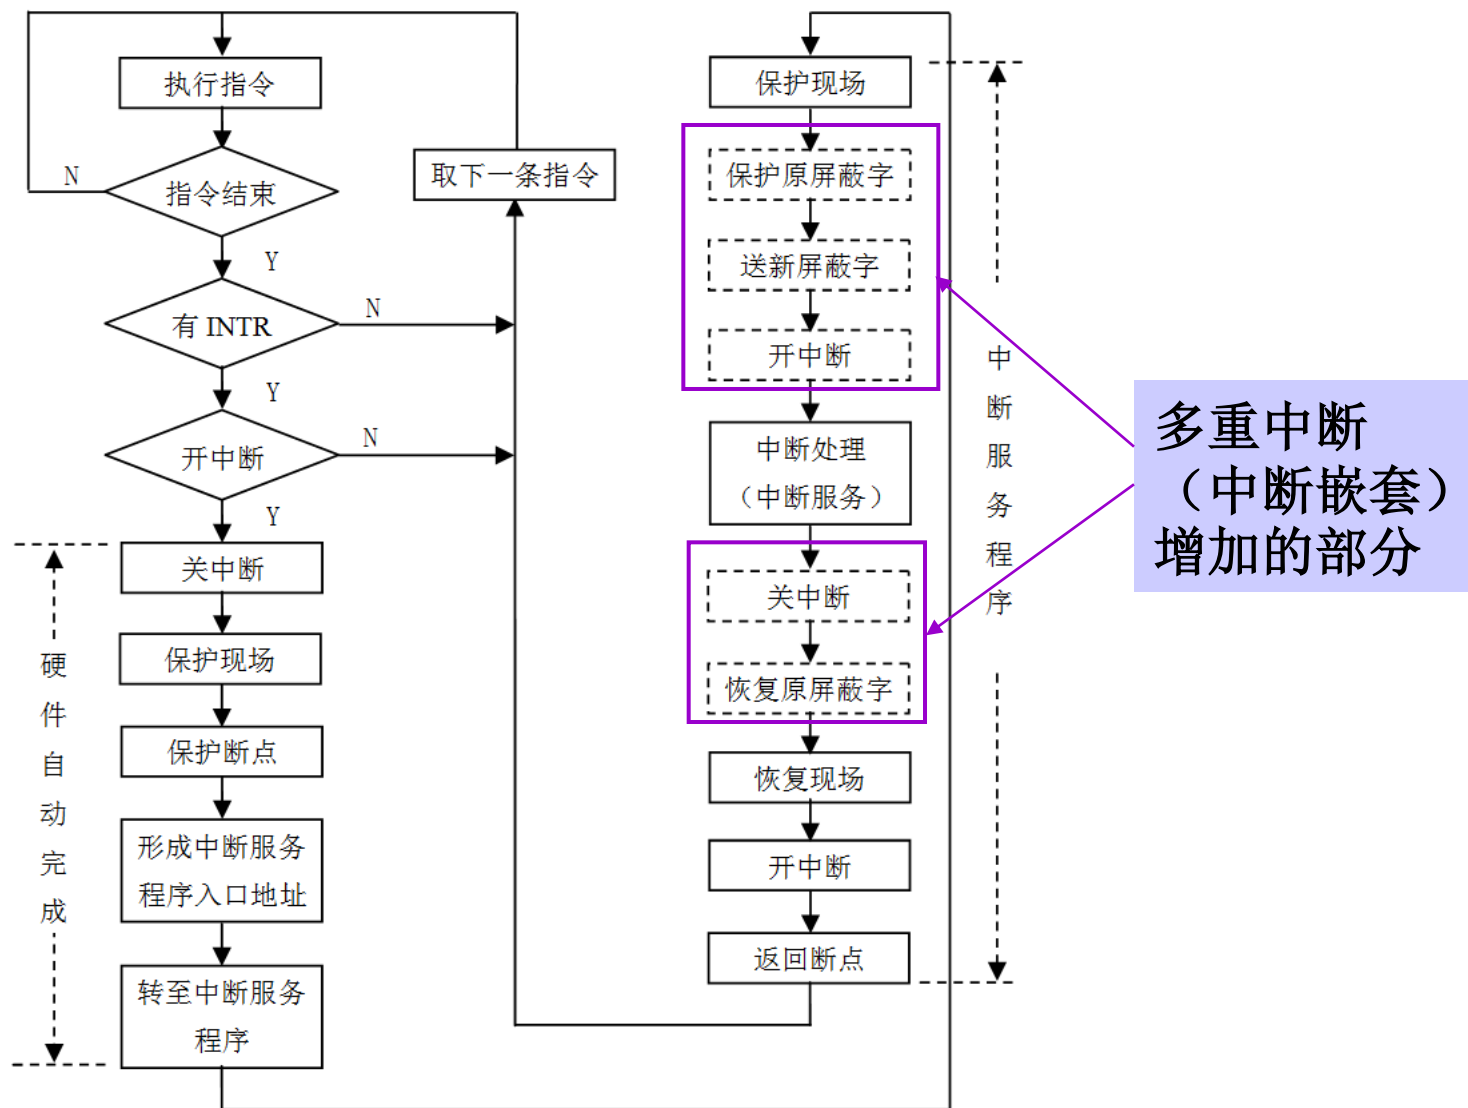 执行指令
指令结束
N
Y
取下一条指令
有 INTR
N
Y
开中断
N
Y
关中断
保护现场
保护断点
形成中断服务
程序入口地址
转至中断服务
程序
硬
件
自
动
完
成
保护现场
保护原屏蔽字
送新屏蔽字
开中断
中断处理
（中断服务）
关中断
恢复原屏蔽字
恢复现场
开中断
返回断点
中
断
服
务
程
序
多重中断
（中断嵌套）
增加的部分